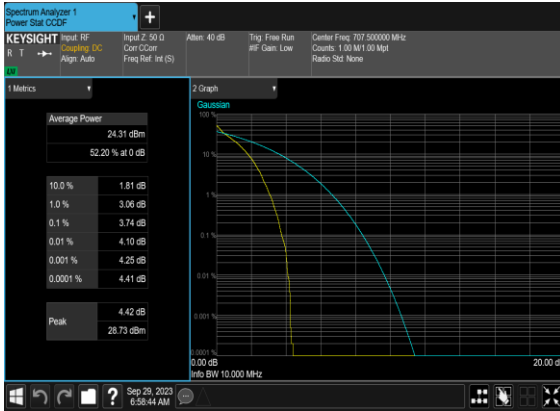 Spectrum Analyzer 1
Power Stat CCDF
KEYSIGHT
R T
Input: RF
Coupling: DC
Align: Auto
Input Z: 50 Ω
Corr CCorr
Freq Ref: Int (S)
Atten: 40 dB
Trig: Free Run
#IF Gain: Low
Center Freq: 707.500000 MHz
Counts: 1.00 M/1.00 Mpt
Radio Std: None
1 Metrics
Average Power
24.31 dBm
52.20 % at 0 dB
10.0 % 1.81 dB
1.0 % 3.06 dB
0.1 % 3.74 dB
0.01 % 4.10 dB
0.001 % 4.25 dB
0.0001 % 4.41 dB
Peak
4.42 dB
28.73 dBm
2 Graph
Gaussian
100 %
10 %
1 %
0.1 %
0.01 %
0.001 %
0.0001 %
0.00 dB
20.00 d
Info BW 10.000 MHz
?
Sep 29, 2023
6:58:44 AM